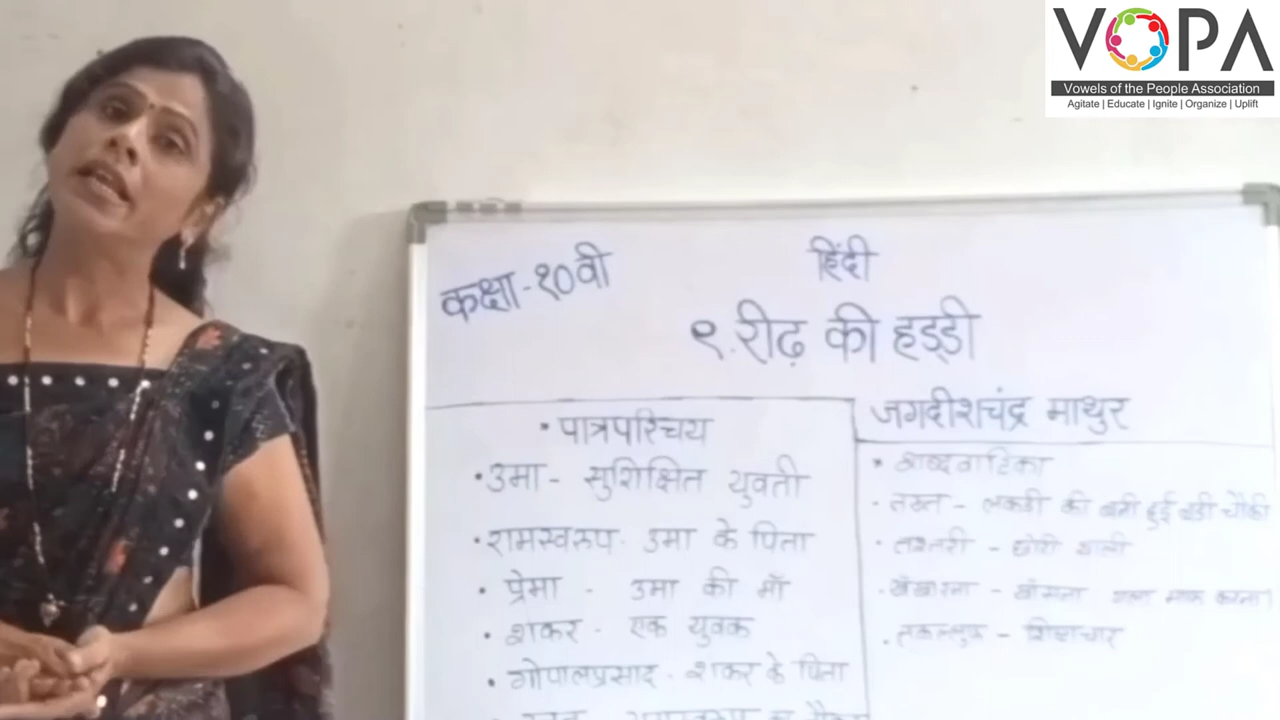 VOPA
Vowels of the People Association
Agitate | Educate | Ignite | Organize | Uplift
कक्षा-१०वी
हिंदी
९. रीढ़ की हड्डी
जगदीशचंद्र माथुर
• पात्रपरिचय
• उमा - सुशिक्षित युवती
• रामस्वरूप - उमा के पिता
• प्रेमा - उमा की माँ
• शंकर - एक युवक
• गोपालप्रसाद - शंकर के पिता
• शब्दवाटिका
• तख्त - लकडी की बनी हुई बडी चौकी
• तश्तरी - छोटी थाली
• खँखारना - खाँसना गला साफ करना।
• तकल्लुफ - शिष्टाचार